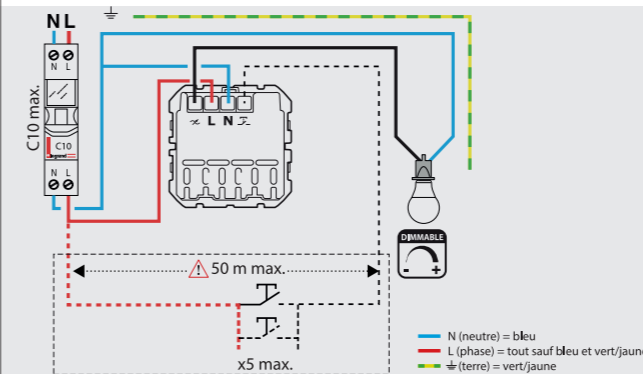 N L
N L
C10 max.
C10
N L
L N
50 m max.
x5 max.
DIMMABLE
- +
N (neutre) = bleu
L (phase) = tout sauf bleu et vert/jaune
(terre) = vert/jaune